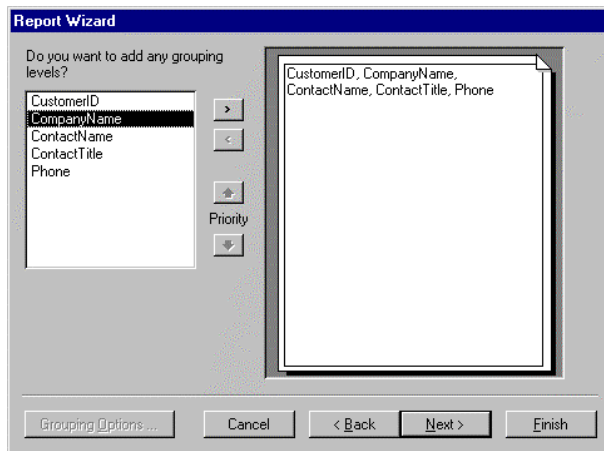 Report Wizard
Do you want to add any grouping
levels?
CustomerID
CompanyName
ContactName
ContactTitle
Phone
>
<
Priority
CustomerID, CompanyName,
ContactName, ContactTitle, Phone
Grouping Options ...
Cancel
< Back
Next >
Finish